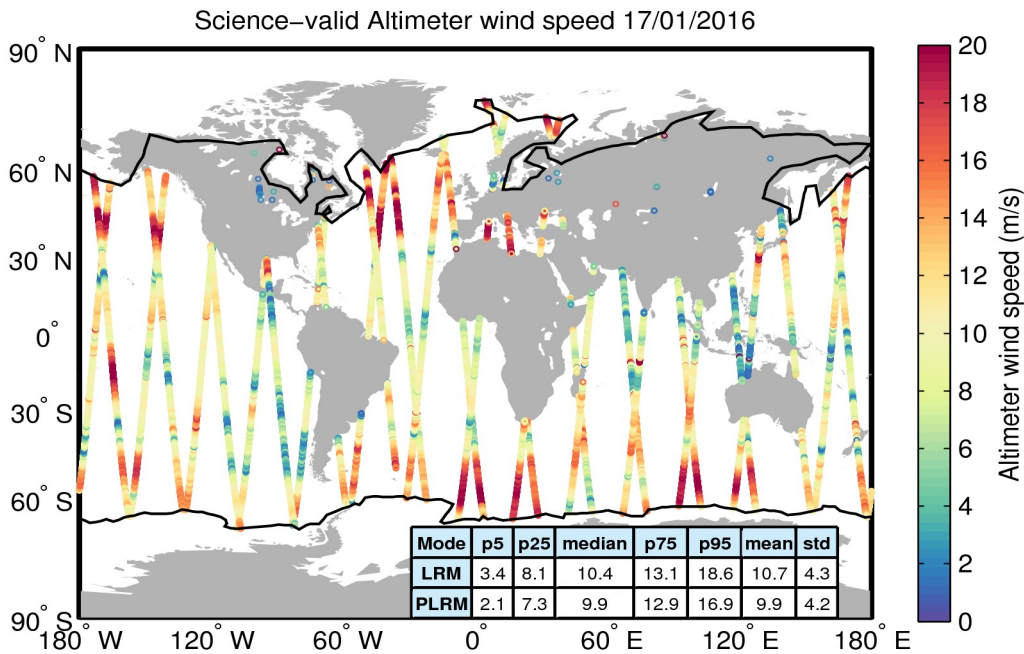 Science−valid Altimeter wind speed 17/01/2016
90° N
60° N
30° N
0°
30° S
60° S
90° S
180° W
120° W
60° W
0°
60° E
120° E
180° E
Mode p5 p25 median p75 p95 mean std
LRM 3.4 8.1 10.4 13.1 18.6 10.7 4.3
PLRM 2.1 7.3 9.9 12.9 16.9 9.9 4.2
20
18
16
14
12
10
8
6
4
2
0
Altimeter wind speed (m/s)